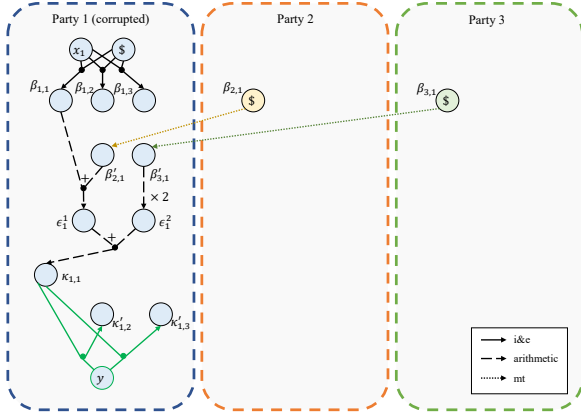 Party 1 (corrupted)
Party 2
Party 3
x₁
$
β₁,₁
β₁,₂
β₁,₃
β₂,₁
$
β₃,₁
$
+
β′₂,₁
β′₃,₁
× 2
ϵ₁¹
ϵ₁²
+
κ₁,₁
κ′₁,₂
κ′₁,₃
y
i&e
arithmetic
mt